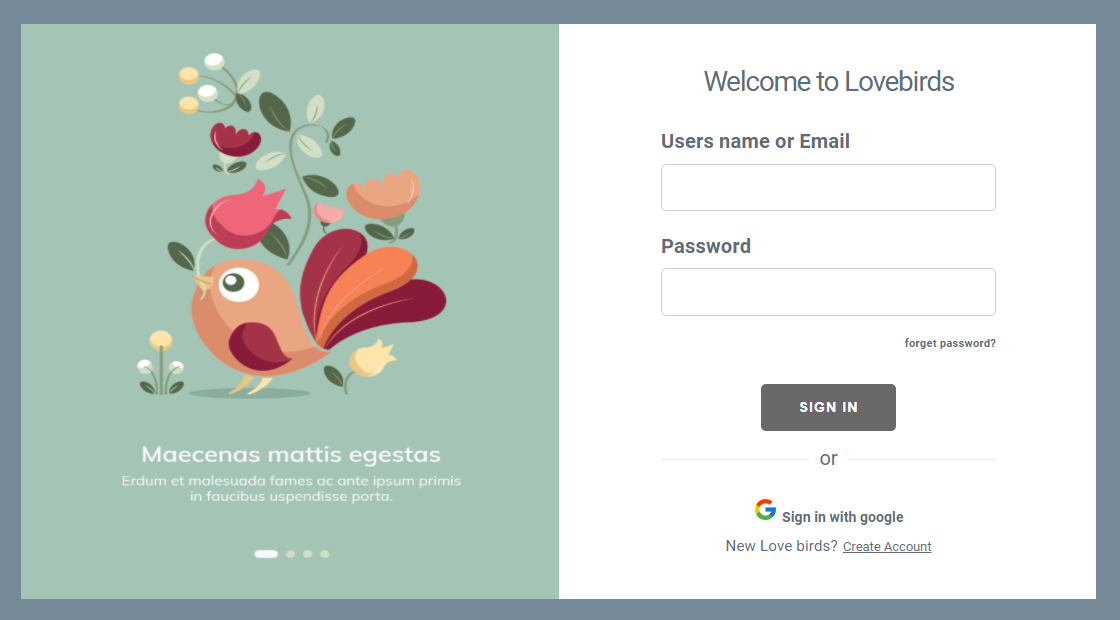 Maecenas mattis egestas
Erdum et malesuada fames ac ante ipsum primis
in faucibus uspendisse porta.
Welcome to Lovebirds
Users name or Email
Password
forget password?
SIGN IN
or
Sign in with google
New Love birds? Create Account